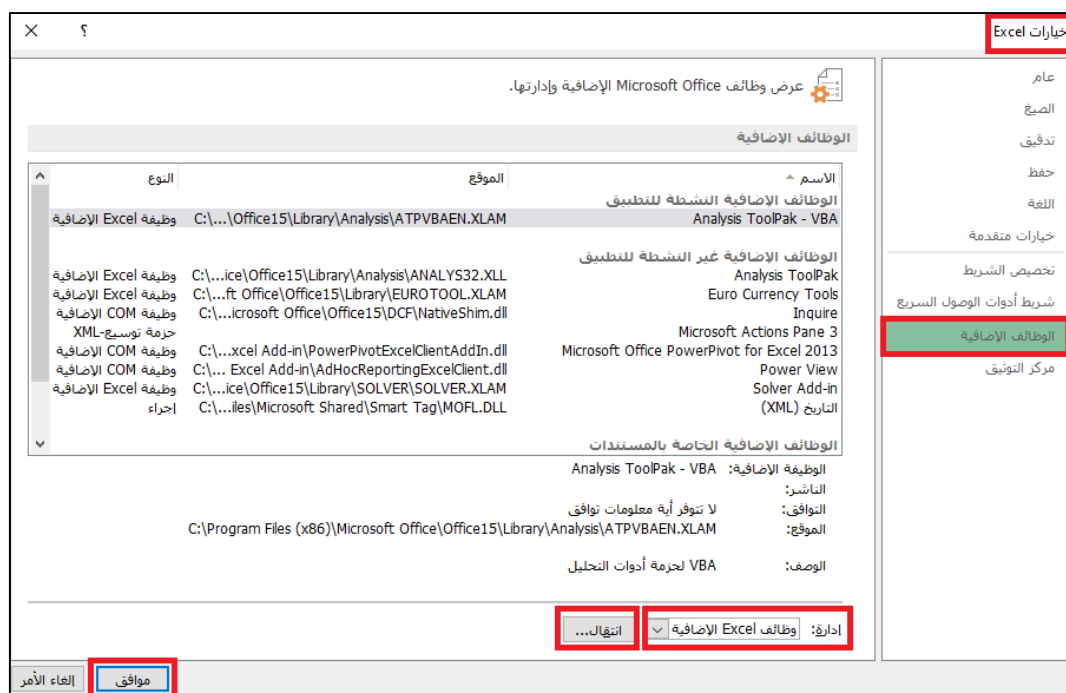 خيارات Excel
؟ ×
عام
الصيغ
تدقيق
حفظ
اللغة
خيارات متقدمة
تخصيص الشريط
شريط أدوات الوصول السريع
الوظائف الإضافية
مركز التوثيق
عرض وظائف Microsoft Office الإضافية وإدارتها.
الوظائف الإضافية
الاسم الموقع النوع
الوظائف الإضافية النشطة للتطبيق
Analysis ToolPak - VBA C:\...\Office15\Library\Analysis\ATPVBAEN.XLAM وظيفة Excel الإضافية
الوظائف الإضافية غير النشطة للتطبيق
Analysis ToolPak C:\...ice\Office15\Library\Analysis\ANALYS32.XLL وظيفة Excel الإضافية
Euro Currency Tools C:\...ft Office\Office15\Library\EUROTOOL.XLAM وظيفة Excel الإضافية
Inquire C:\...icrosoft Office\Office15\DCF\NativeShim.dll وظيفة COM الإضافية
Microsoft Actions Pane 3 حزمة توسيع-XML
Microsoft Office PowerPivot for Excel 2013 C:\...xcel Add-in\PowerPivotExcelClientAddIn.dll وظيفة COM الإضافية
Power View C:\... Excel Add-in\AdHocReportingExcelClient.dll وظيفة COM الإضافية
Solver Add-in C:\...ice\Office15\Library\SOLVER\SOLVER.XLAM وظيفة Excel الإضافية
التاريخ (XML) C:\...iles\Microsoft Shared\Smart Tag\MOFL.DLL إجراء
الوظائف الإضافية الخاصة بالمستندات
الوظيفة الإضافية: Analysis ToolPak - VBA
الناشر:
التوافق: لا تتوفر أية معلومات توافق
الموقع: C:\Program Files (x86)\Microsoft Office\Office15\Library\Analysis\ATPVBAEN.XLAM
الوصف: VBA لحزمة أدوات التحليل
إدارة: وظائف Excel الإضافية انتقال...
موافق إلغاء الأمر